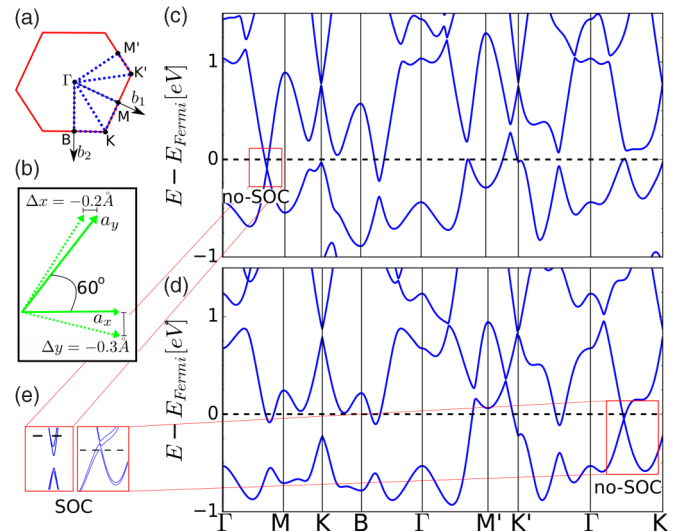 (a)
M'
K'
Γ
b₁
M
B
K
b₂
(b)
Δx = −0.2Å
a_y
60°
a_x
Δy = −0.3Å
(e)
SOC
(c)
E − E_Fermi [eV]
1
0
−1
no-SOC
(d)
E − E_Fermi [eV]
1
0
−1
no-SOC
Γ M K B Γ M' K' Γ K